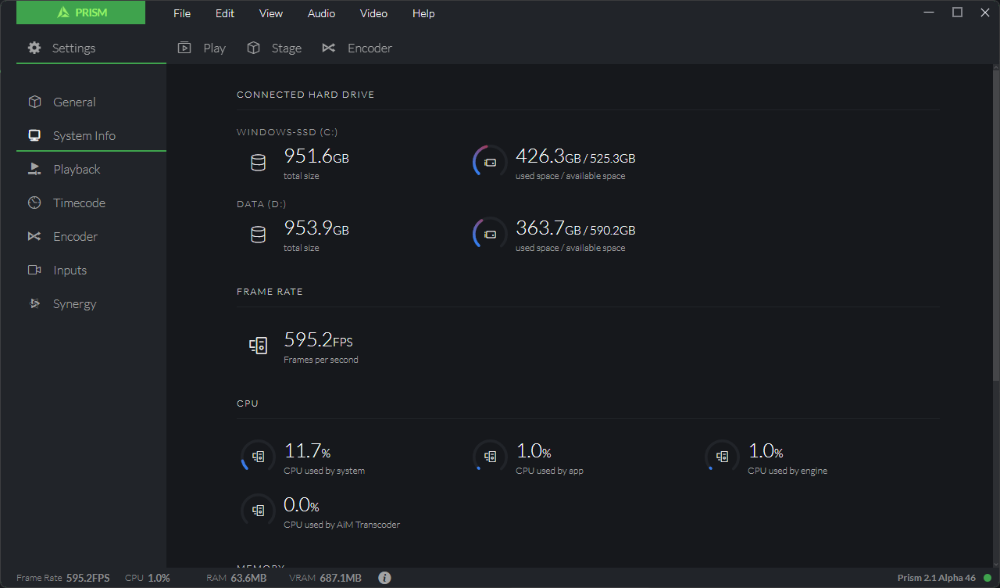 PRISM File Edit View Audio Video Help
Settings Play Stage Encoder
General
System Info
Playback
Timecode
Encoder
Inputs
Synergy
CONNECTED HARD DRIVE
WINDOWS-SSD (C:)
951.6GB 426.3GB / 525.3GB
total size used space / available space
DATA (D:)
953.9GB 363.7GB / 590.2GB
total size used space / available space
FRAME RATE
595.2FPS
Frames per second
CPU
11.7% 1.0% 1.0%
CPU used by system CPU used by app CPU used by engine
0.0%
CPU used by AiM Transcoder
MEMORY
Frame Rate 595.2FPS CPU 1.0% RAM 63.6MB VRAM 687.1MB Prism 2.1 Alpha 46